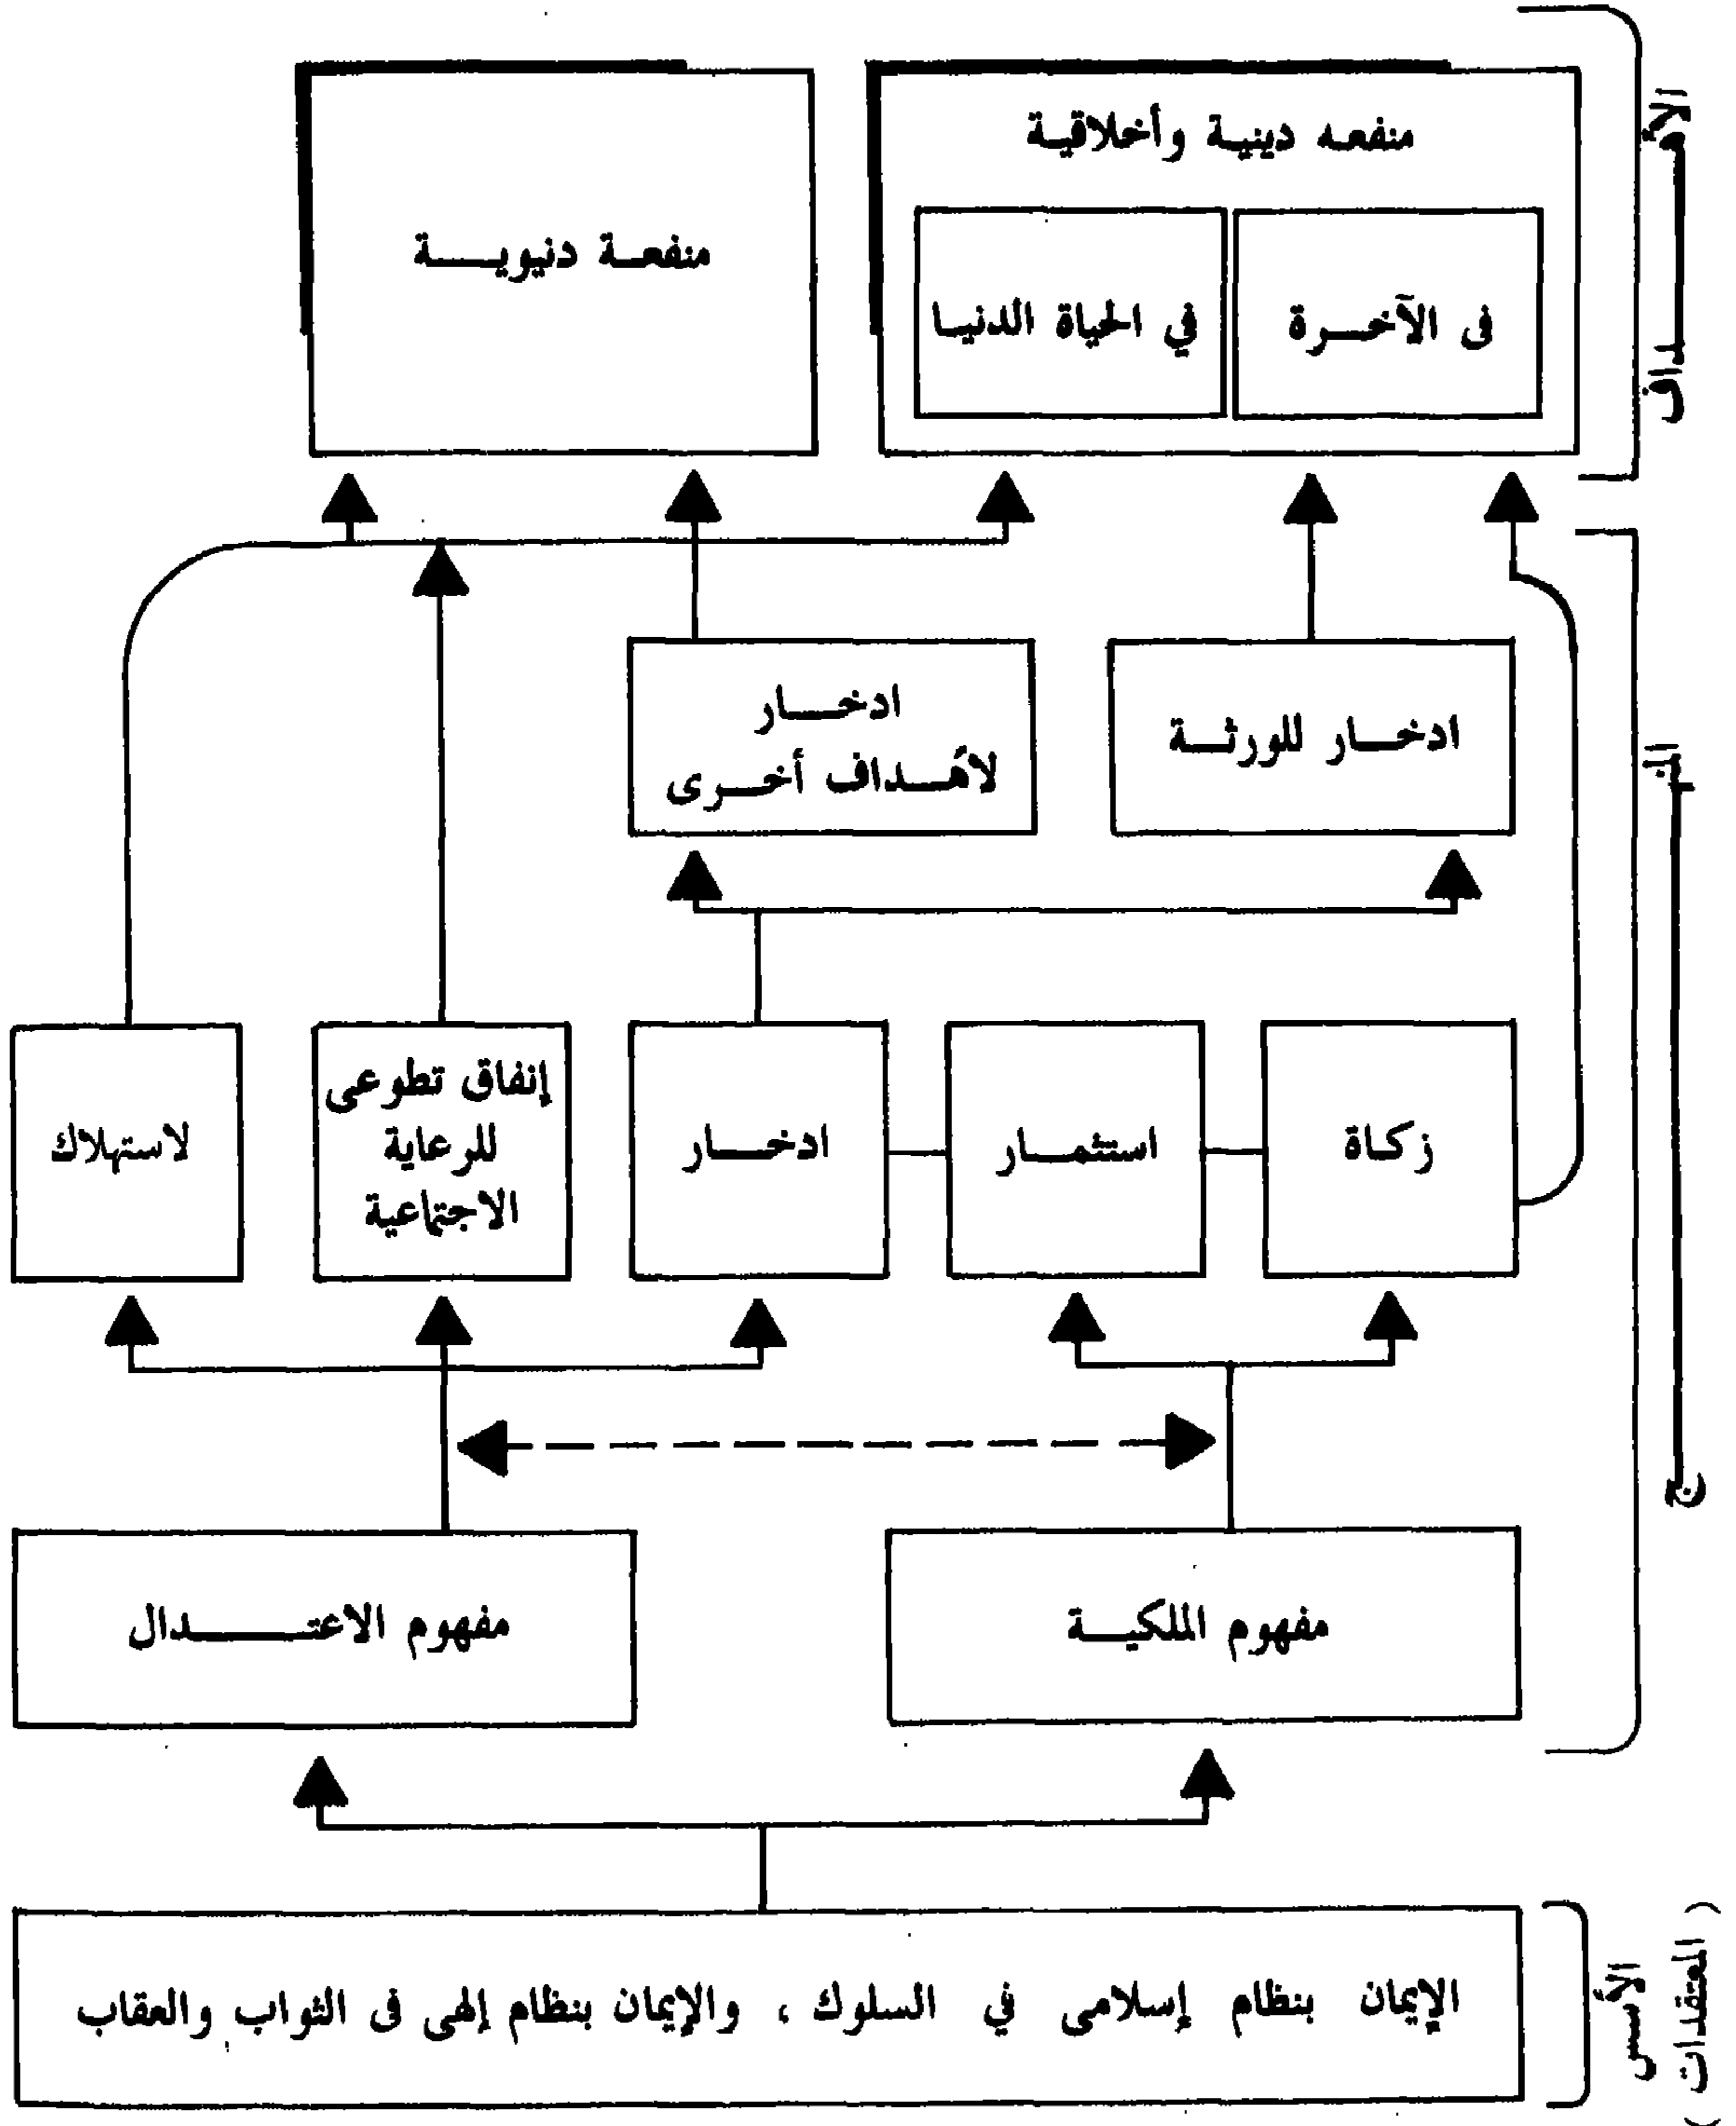 منفعه دينية وأخلاقية
فى الآخرة
في الحياة الدنيا
منفعة دنيوية
الأهداف
ادخار للورثة
ادخار
لأهداف أخرى
زكاة
استثمار
ادخار
إنفاق تطوعى
للرعاية
الاجتماعية
لاستهلاك
مفهوم الملكية
مفهوم الاعتدال
الإيمان بنظام إسلامى في السلوك ، والإيمان بنظام إلهى فى الثواب والعقاب
الأسس
( المعتقدات )